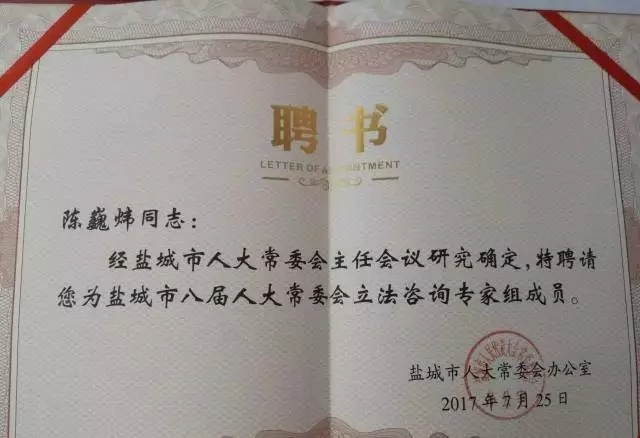 聘书
LETTER OF APPOINTMENT
陈巍炜同志：
经盐城市人大常委会主任会议研究确定，特聘请
您为盐城市八届人大常委会立法咨询专家组成员。
盐城市人大常委会办公室
2017年7月25日